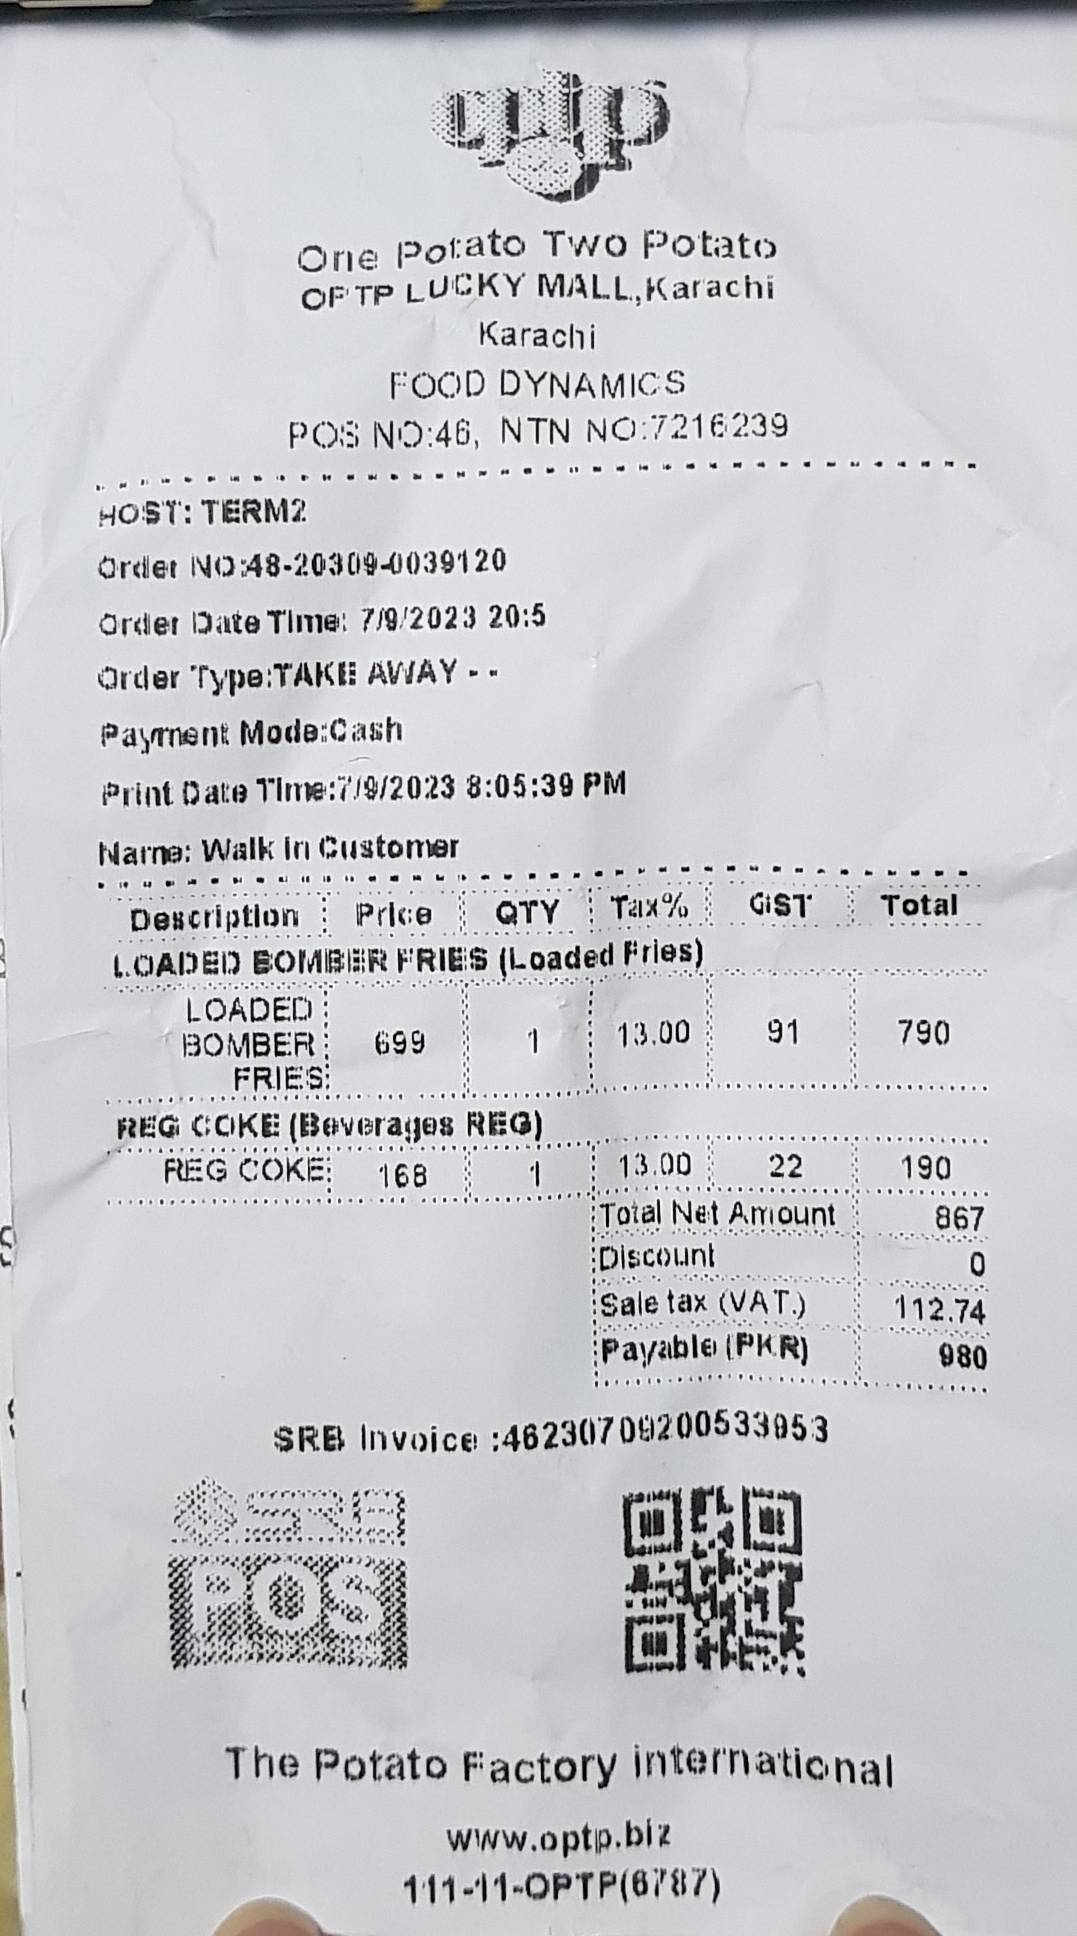 optp
One Potato Two Potato
OPTP LUCKY MALL,Karachi
Karachi
FOOD DYNAMICS
POS NO:46, NTN NO:7216239
HOST: TERM2
Order NO:48-20309-0039120
Order Date Time: 7/9/2023 20:5
Order Type:TAKE AWAY - -
Payment Mode:Cash
Print Date Time:7/9/2023 8:05:39 PM
Name: Walk in Customer
Description Price QTY Tax% GST Total
LOADED BOMBER FRIES (Loaded Fries)
LOADED
BOMBER 699 1 13.00 91 790
FRIES
REG COKE (Beverages REG)
REG COKE 168 1 13.00 22 190
Total Net Amount 867
Discount 0
Sale tax (VAT.) 112.74
Payable (PKR) 980
SRB Invoice :46230709200533953
SRB
POS
The Potato Factory international
www.optp.biz
111-11-OPTP(6787)